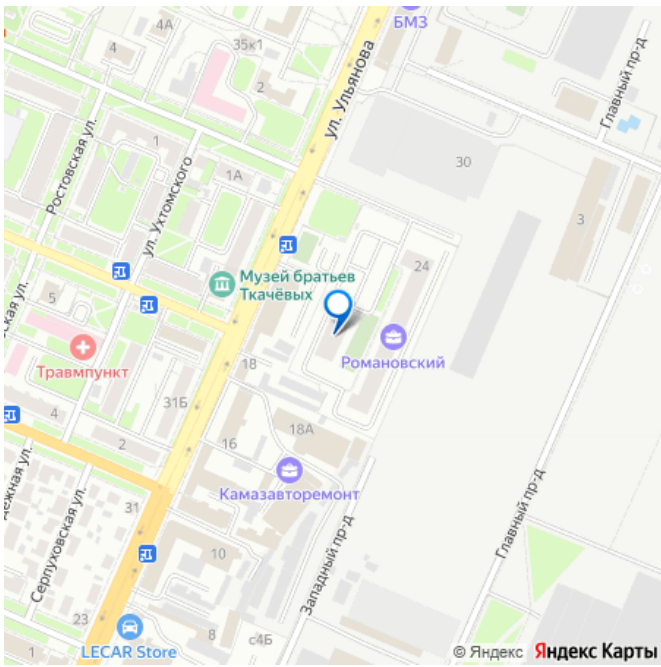 БМЗ
4А
35к1
4
2
ул. Ульянова
Главный пр-д
Ростовская ул.
1
ул. Ухтомского
1А
30
3
24
Музей братьев
Ткачёвых
5
Травмпункт
Романовский
18
31Б
4
2
18А
16
Камазавторемонт
Серпуховская ул.
31
10
Западный пр-д
Главный пр-д
23
8
с4Б
1
LECAR Store
© Яндекс Яндекс Карты